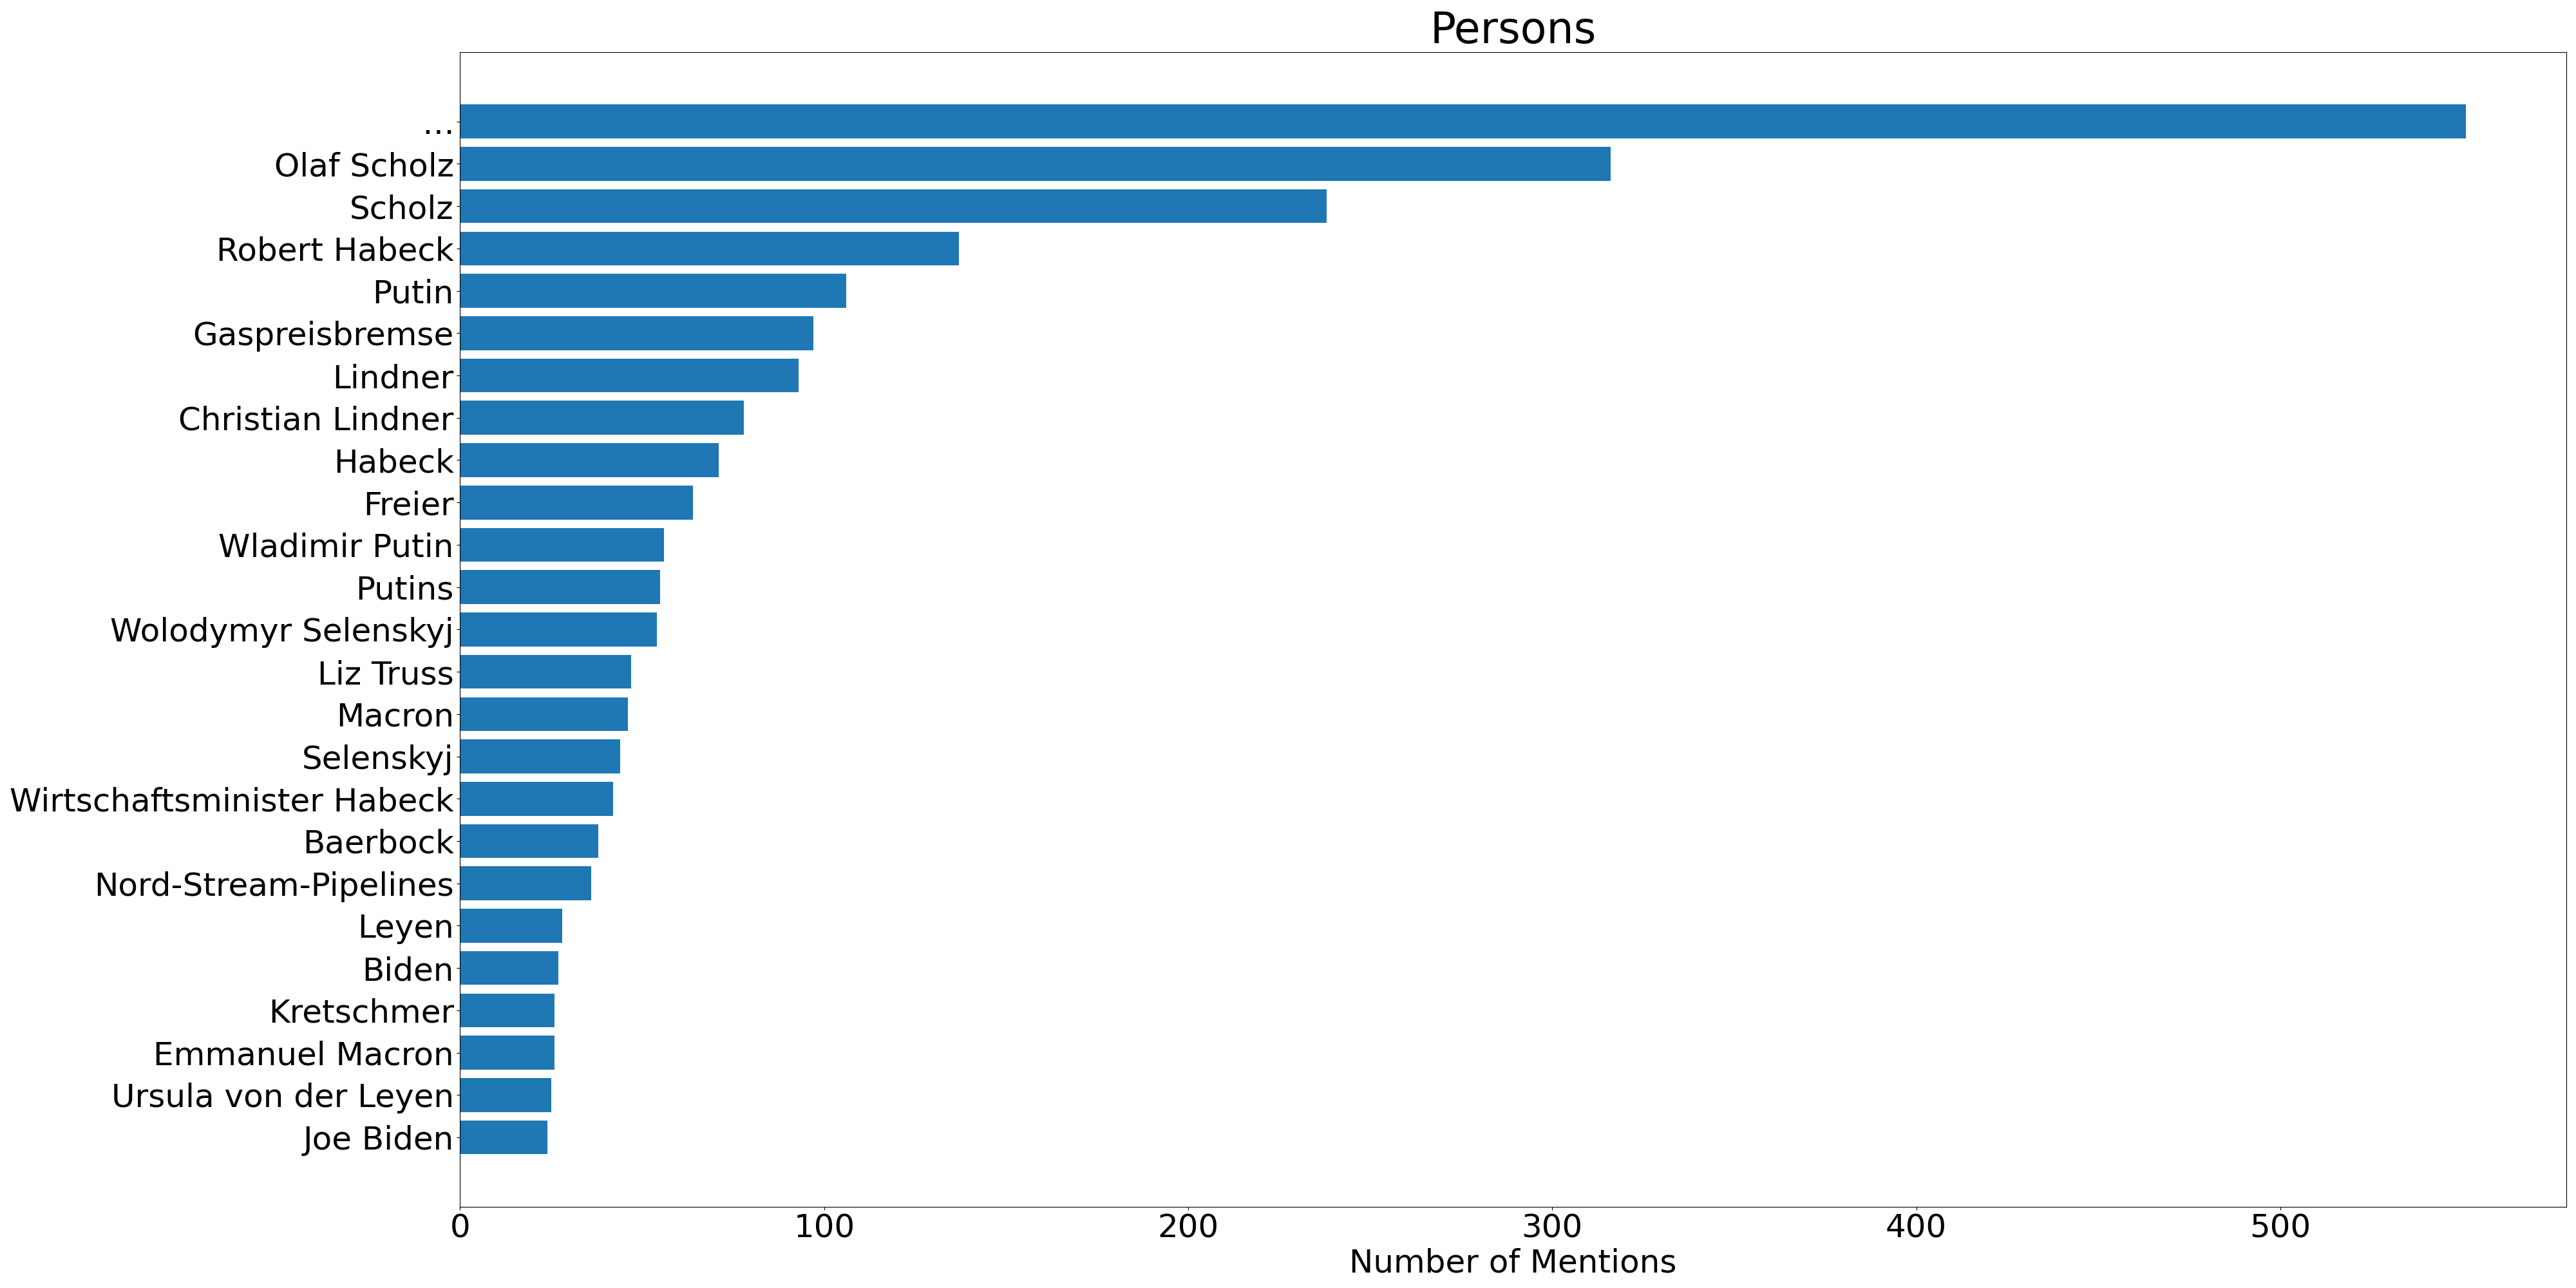 Persons
...
Olaf Scholz
Scholz
Robert Habeck
Putin
Gaspreisbremse
Lindner
Christian Lindner
Habeck
Freier
Wladimir Putin
Putins
Wolodymyr Selenskyj
Liz Truss
Macron
Selenskyj
Wirtschaftsminister Habeck
Baerbock
Nord-Stream-Pipelines
Leyen
Biden
Kretschmer
Emmanuel Macron
Ursula von der Leyen
Joe Biden
0 100 200 300 400 500
Number of Mentions